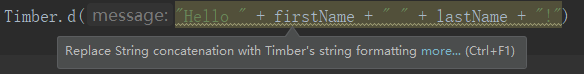 Timber.d( message: "Hello " + firstName + " " + lastName + "!")
Replace String concatenation with Timber's string formatting more... (Ctrl+F1)